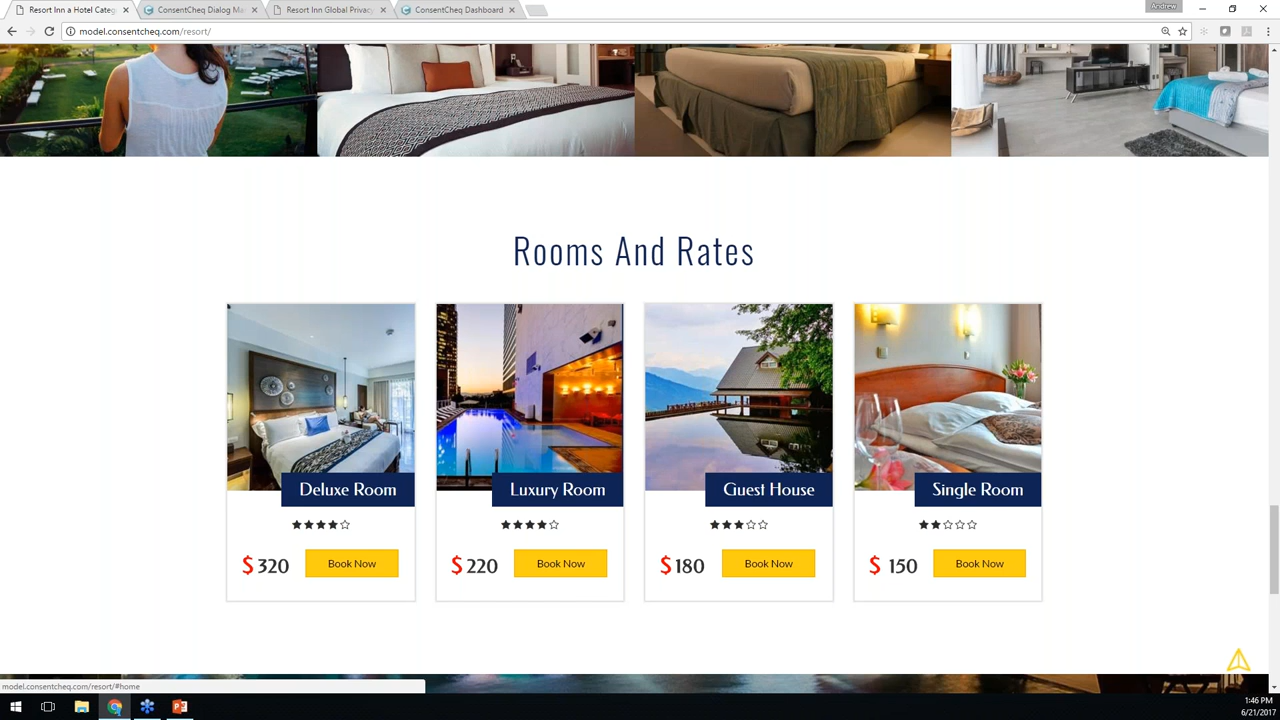 Resort Inn a Hotel Categ
ConsentCheq Dialog Ma
Resort Inn Global Privac
ConsentCheq Dashboard
Andrew
model.consentcheq.com/resort/
Rooms And Rates
Deluxe Room
Luxury Room
Guest House
Single Room
$ 320
Book Now
$ 220
Book Now
$ 180
Book Now
$ 150
Book Now
model.consentcheq.com/resort/#home
1:46 PM
6/21/2017